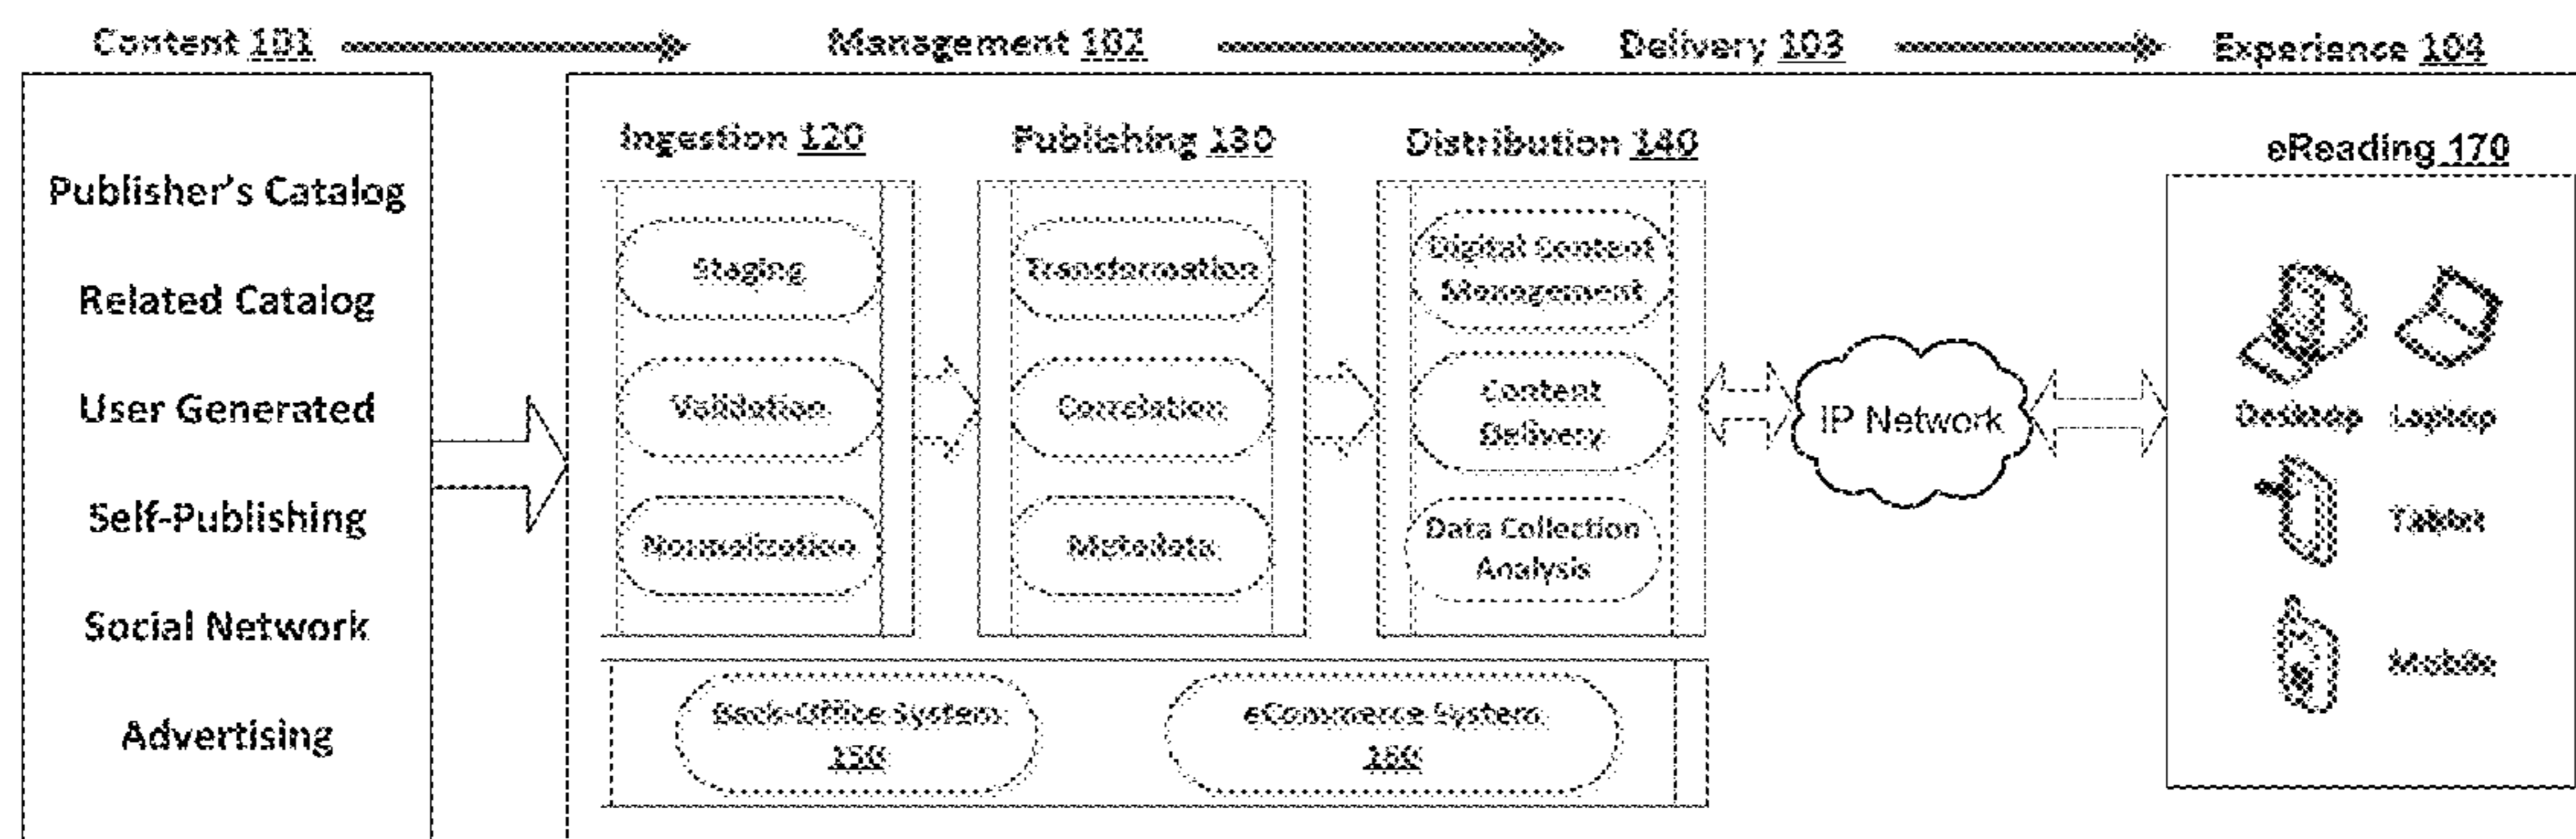 Content 101
Management 102
Delivery 103
Experience 104
Publisher's Catalog
Related Catalog
User Generated
Self-Publishing
Social Network
Advertising
Ingestion 120
Staging
Validation
Normalization
Publishing 130
Transformation
Correlation
Metadata
Distribution 140
Digital Content
Management
Content
Delivery
Data Collection
Analysis
Back-Office System
150
eCommerce System
160
IP Network
eReading 170
Desktop
Laptop
Tablet
Mobile